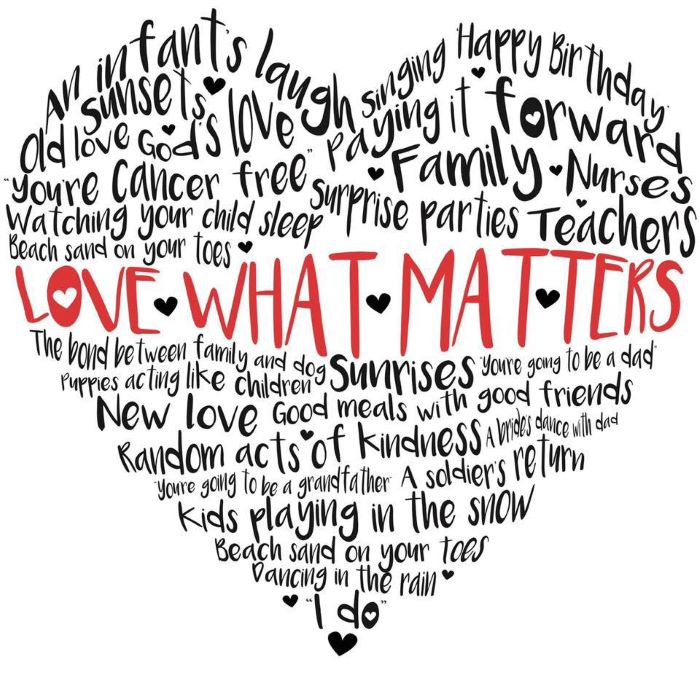 An infant's laugh
Sunsets
Old love God's love
"You're cancer free"
Watching your child sleep
Beach sand on your toes
singing Happy Birthday
paying it forward
Family Nurses
surprise parties Teachers
LOVE WHAT MATTERS
The bond between family and dog
Puppies acting like children
Sunrises
"You're going to be a dad"
New love Good meals with good friends
Random acts of kindness
A bride's dance with dad
"You're going to be a grandfather"
A soldier's return
Kids playing in the snow
Beach sand on your toes
Dancing in the rain
"I do"